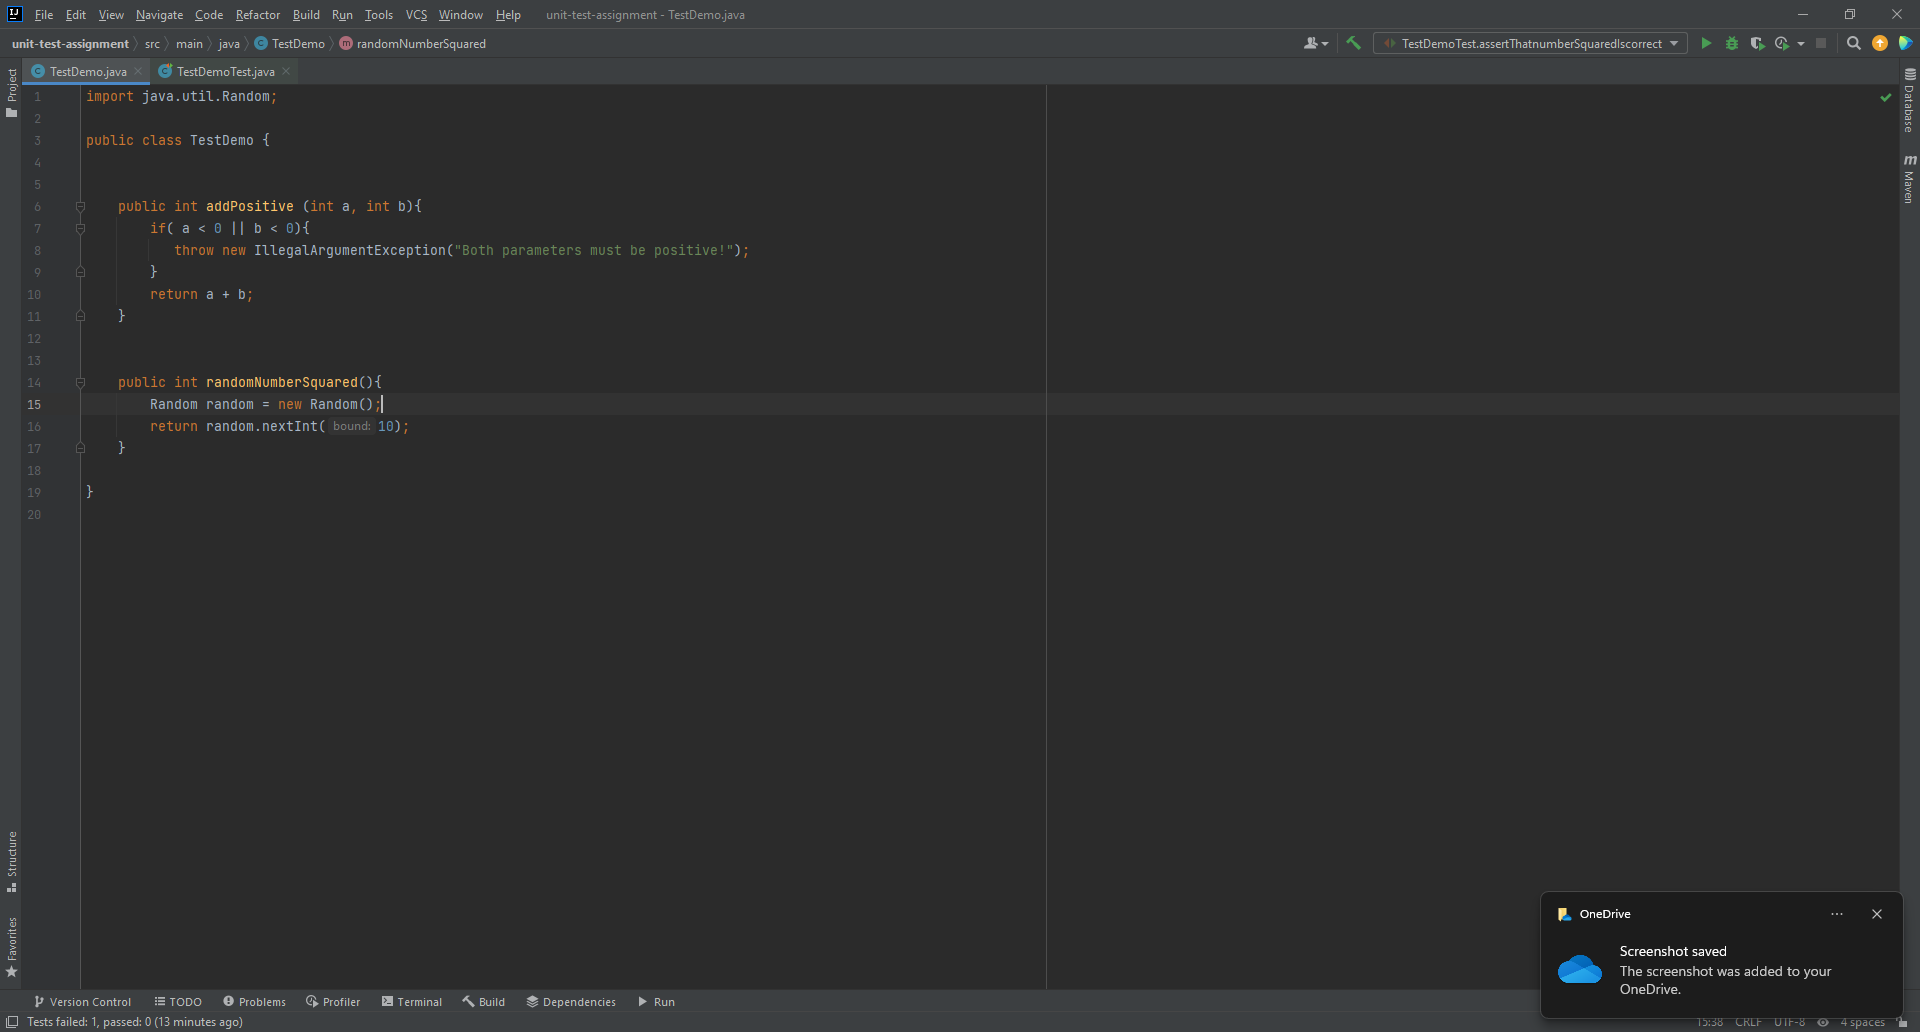 File Edit View Navigate Code Refactor Build Run Tools VCS Window Help unit-test-assignment - TestDemo.java
unit-test-assignment src main java TestDemo randomNumberSquared TestDemoTest.assertThatnumberSquaredIscorrect
TestDemo.java TestDemoTest.java
Project
Structure
Favorites
Database
Maven
1 import java.util.Random;
2
3 public class TestDemo {
4
5
6 public int addPositive (int a, int b){
7 if( a < 0 || b < 0){
8 throw new IllegalArgumentException("Both parameters must be positive!");
9 }
10 return a + b;
11 }
12
13
14 public int randomNumberSquared(){
15 Random random = new Random();
16 return random.nextInt( bound: 10);
17 }
18
19 }
20
OneDrive
Screenshot saved
The screenshot was added to your
OneDrive.
Version Control TODO Problems Profiler Terminal Build Dependencies Run
Tests failed: 1, passed: 0 (13 minutes ago) 15:38 CRLF UTF-8 4 spaces